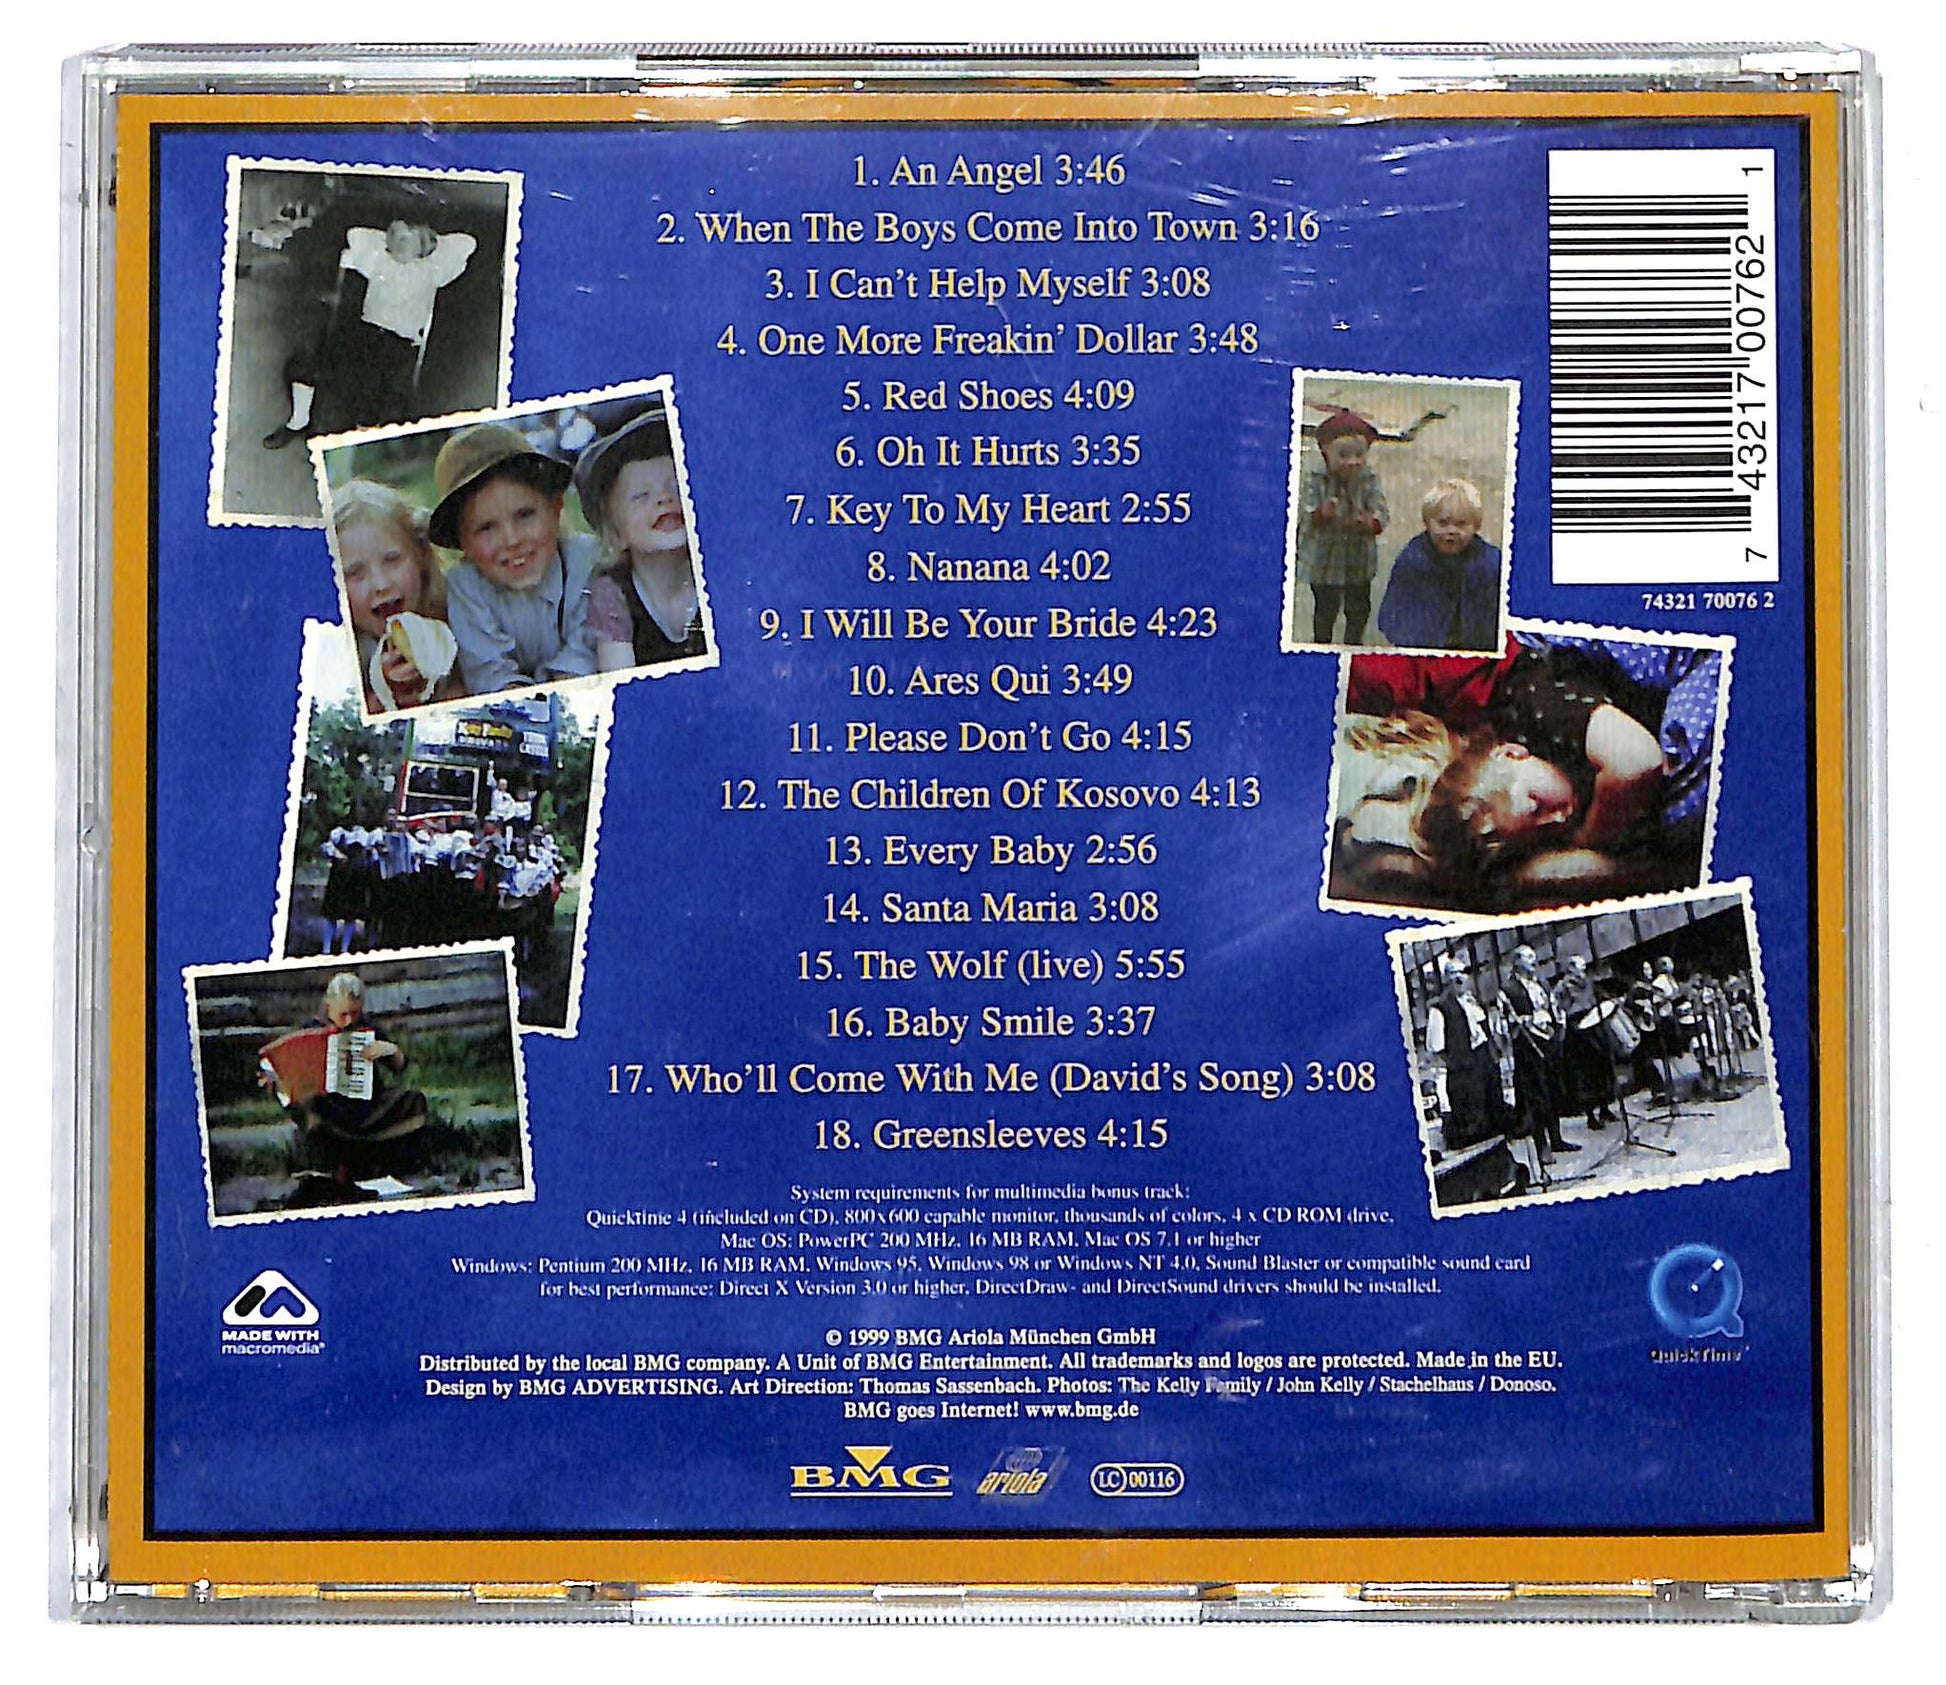 1. An Angel 3:46
2. When The Boys Come Into Town 3:16
3. I Can't Help Myself 3:08
4. One More Freakin' Dollar 3:48
5. Red Shoes 4:09
6. Oh It Hurts 3:35
7. Key To My Heart 2:55
8. Nanana 4:02
9. I Will Be Your Bride 4:23
10. Ares Qui 3:49
11. Please Don't Go 4:15
12. The Children Of Kosovo 4:13
13. Every Baby 2:56
14. Santa Maria 3:08
15. The Wolf (live) 5:55
16. Baby Smile 3:37
17. Who'll Come With Me (David's Song) 3:08
18. Greensleeves 4:15
7 43217 00762 1
74321 70076 2
System requirements for multimedia bonus track:
QuickTime 4 (included on CD), 800x600 capable monitor, thousands of colors, 4 x CD ROM drive,
Mac OS: PowerPC 200 MHz, 16 MB RAM, Mac OS 7.1 or higher
Windows: Pentium 200 MHz, 16 MB RAM, Windows 95, Windows 98 or Windows NT 4.0, Sound Blaster or compatible sound card
for best performance: Direct X Version 3.0 or higher, DirectDraw- and DirectSound drivers should be installed.
MADE WITH
macromedia®
QuickTime™
© 1999 BMG Ariola München GmbH
Distributed by the local BMG company. A Unit of BMG Entertainment. All trademarks and logos are protected. Made in the EU.
Design by BMG ADVERTISING. Art Direction: Thomas Sassenbach. Photos: The Kelly Family / John Kelly / Stachelhaus / Donoso.
BMG goes Internet! www.bmg.de
BMG
ariola
LC 00116